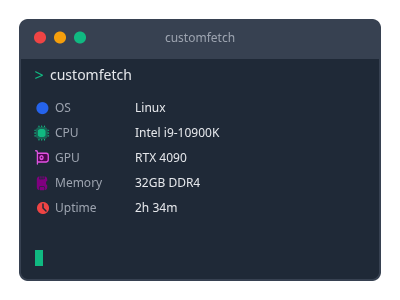 customfetch
> customfetch
OS Linux
CPU Intel i9-10900K
GPU RTX 4090
Memory 32GB DDR4
Uptime 2h 34m